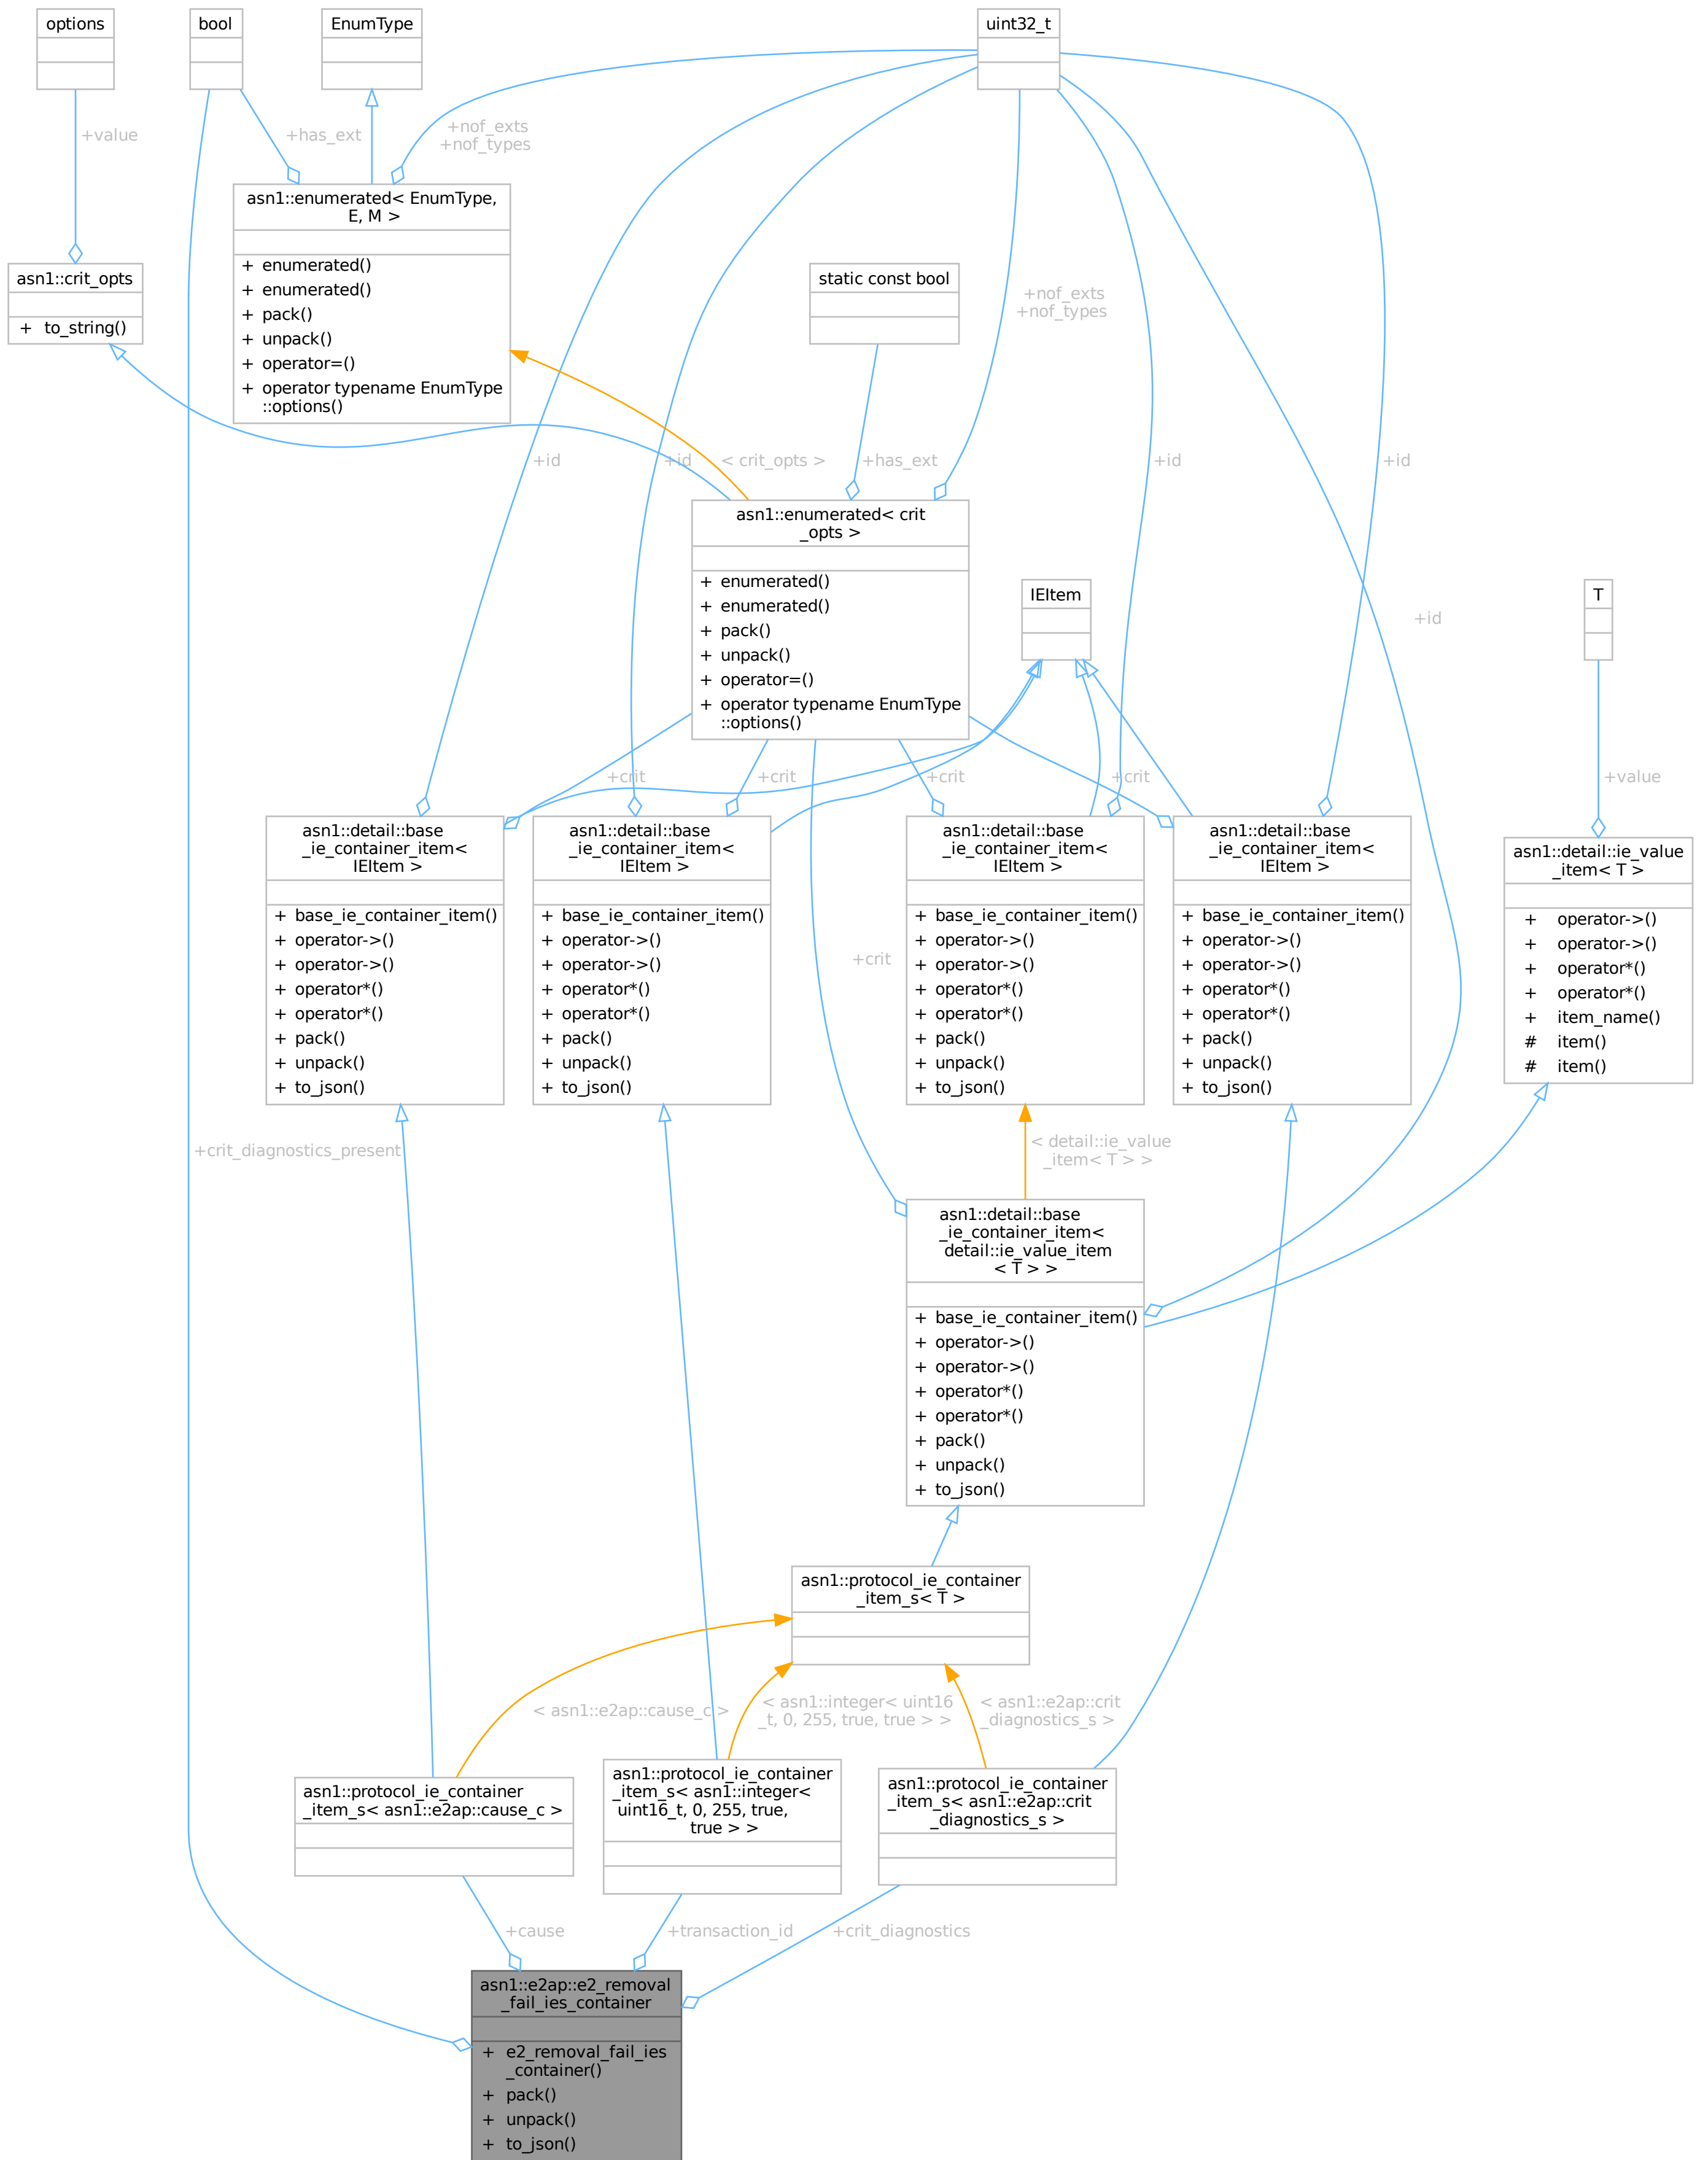 options
bool
EnumType
uint32_t
+value
+has_ext
+nof_exts
+nof_types
asn1::enumerated< EnumType,
E, M >
+ enumerated()
+ enumerated()
+ pack()
+ unpack()
+ operator=()
+ operator typename EnumType
::options()
asn1::crit_opts
+ to_string()
static const bool
+nof_exts
+nof_types
+id
+id
< crit_opts >
+has_ext
+id
+id
asn1::enumerated< crit
_opts >
+ enumerated()
+ enumerated()
+ pack()
+ unpack()
+ operator=()
+ operator typename EnumType
::options()
IEItem
T
+id
+crit
+crit
+crit
+crit
+value
asn1::detail::base
_ie_container_item<
IEItem >
+ base_ie_container_item()
+ operator->()
+ operator->()
+ operator*()
+ operator*()
+ pack()
+ unpack()
+ to_json()
asn1::detail::base
_ie_container_item<
IEItem >
+ base_ie_container_item()
+ operator->()
+ operator->()
+ operator*()
+ operator*()
+ pack()
+ unpack()
+ to_json()
+crit
asn1::detail::base
_ie_container_item<
IEItem >
+ base_ie_container_item()
+ operator->()
+ operator->()
+ operator*()
+ operator*()
+ pack()
+ unpack()
+ to_json()
asn1::detail::base
_ie_container_item<
IEItem >
+ base_ie_container_item()
+ operator->()
+ operator->()
+ operator*()
+ operator*()
+ pack()
+ unpack()
+ to_json()
asn1::detail::ie_value
_item< T >
+ operator->()
+ operator->()
+ operator*()
+ operator*()
+ item_name()
# item()
# item()
+crit_diagnostics_present
< detail::ie_value
_item< T > >
asn1::detail::base
_ie_container_item<
detail::ie_value_item
< T > >
+ base_ie_container_item()
+ operator->()
+ operator->()
+ operator*()
+ operator*()
+ pack()
+ unpack()
+ to_json()
asn1::protocol_ie_container
_item_s< T >
< asn1::e2ap::cause_c >
< asn1::integer< uint16
_t, 0, 255, true, true > >
< asn1::e2ap::crit
_diagnostics_s >
asn1::protocol_ie_container
_item_s< asn1::e2ap::cause_c >
asn1::protocol_ie_container
_item_s< asn1::integer<
uint16_t, 0, 255, true,
true > >
asn1::protocol_ie_container
_item_s< asn1::e2ap::crit
_diagnostics_s >
+cause
+transaction_id
+crit_diagnostics
asn1::e2ap::e2_removal
_fail_ies_container
+ e2_removal_fail_ies
_container()
+ pack()
+ unpack()
+ to_json()